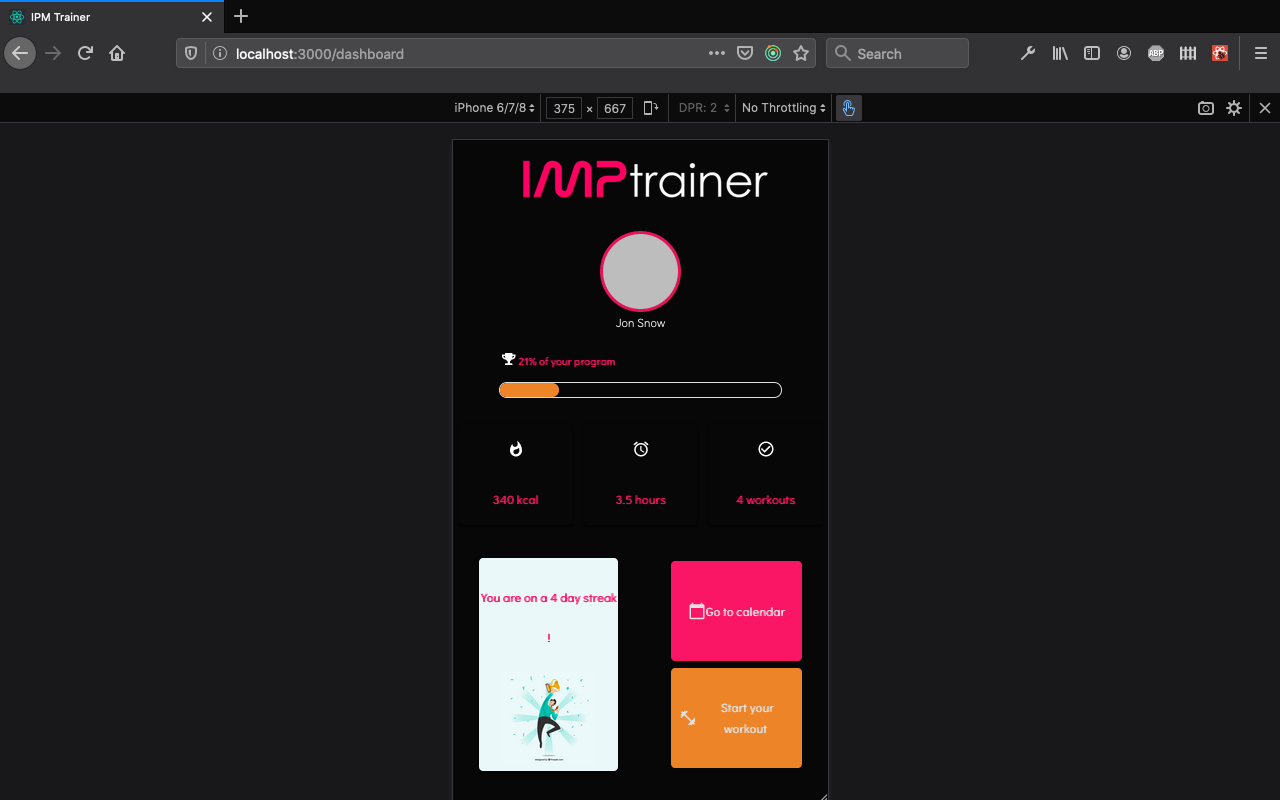 IPM Trainer
localhost:3000/dashboard
Search
ABP
iPhone 6/7/8
375 × 667
DPR: 2
No Throttling
IMPtrainer
Jon Snow
21% of your program
340 kcal
3.5 hours
4 workouts
You are on a 4 day streak
!
Go to calendar
Start your
workout